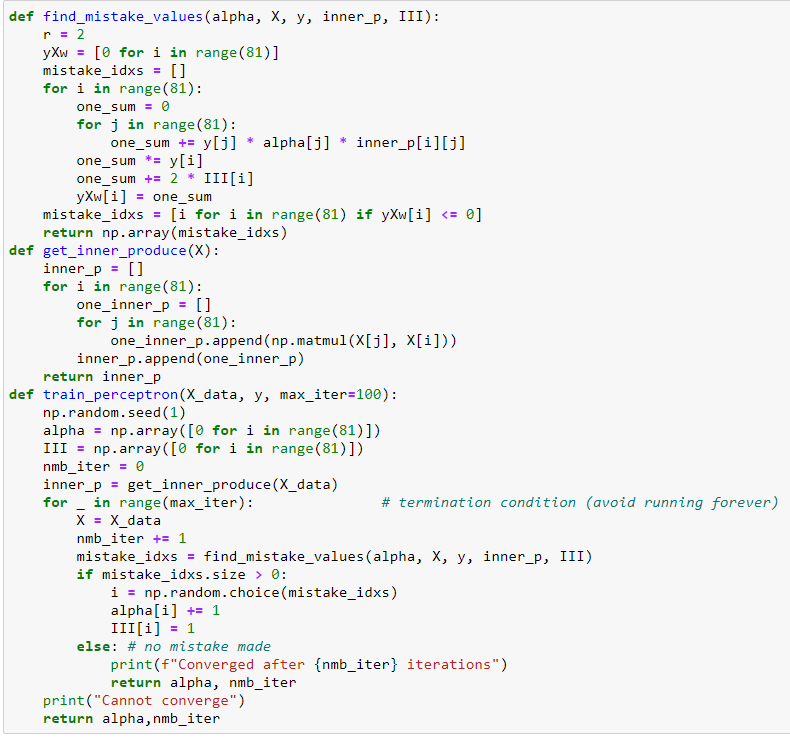 def find_mistake_values(alpha, X, y, inner_p, III):
    r = 2
    yXw = [0 for i in range(81)]
    mistake_idxs = []
    for i in range(81):
        one_sum = 0
        for j in range(81):
            one_sum += y[j] * alpha[j] * inner_p[i][j]
        one_sum *= y[i]
        one_sum += 2 * III[i]
        yXw[i] = one_sum
    mistake_idxs = [i for i in range(81) if yXw[i] <= 0]
    return np.array(mistake_idxs)
def get_inner_produce(X):
    inner_p = []
    for i in range(81):
        one_inner_p = []
        for j in range(81):
            one_inner_p.append(np.matmul(X[j], X[i]))
        inner_p.append(one_inner_p)
    return inner_p
def train_perceptron(X_data, y, max_iter=100):
    np.random.seed(1)
    alpha = np.array([0 for i in range(81)])
    III = np.array([0 for i in range(81)])
    nmb_iter = 0
    inner_p = get_inner_produce(X_data)
    for _ in range(max_iter):               # termination condition (avoid running forever)
        X = X_data
        nmb_iter += 1
        mistake_idxs = find_mistake_values(alpha, X, y, inner_p, III)
        if mistake_idxs.size > 0:
            i = np.random.choice(mistake_idxs)
            alpha[i] += 1
            III[i] = 1
        else: # no mistake made
            print(f"Converged after {nmb_iter} iterations")
            return alpha, nmb_iter
    print("Cannot converge")
    return alpha,nmb_iter